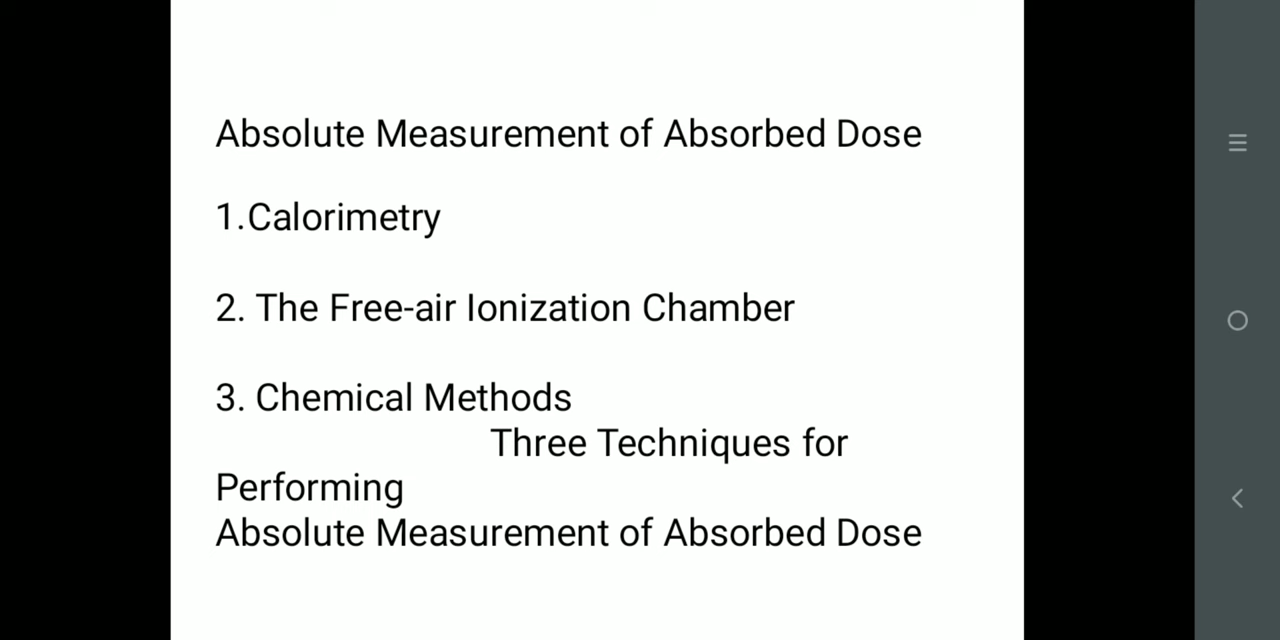 Absolute Measurement of Absorbed Dose
1.Calorimetry
2. The Free-air Ionization Chamber
3. Chemical Methods
Three Techniques for
Performing
Absolute Measurement of Absorbed Dose